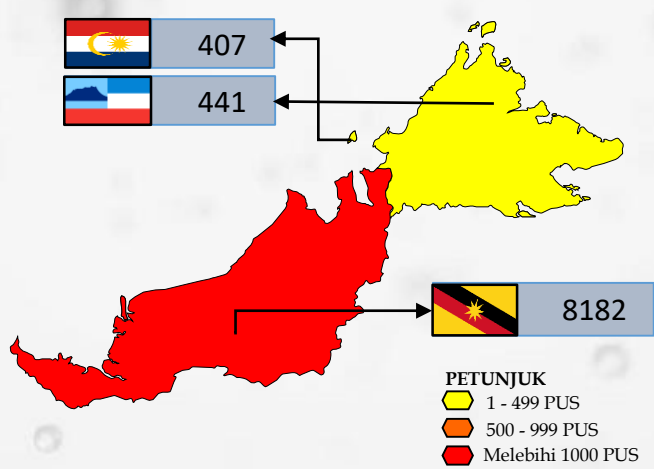 407
441
8182
PETUNJUK
1 - 499 PUS
500 - 999 PUS
Melebihi 1000 PUS